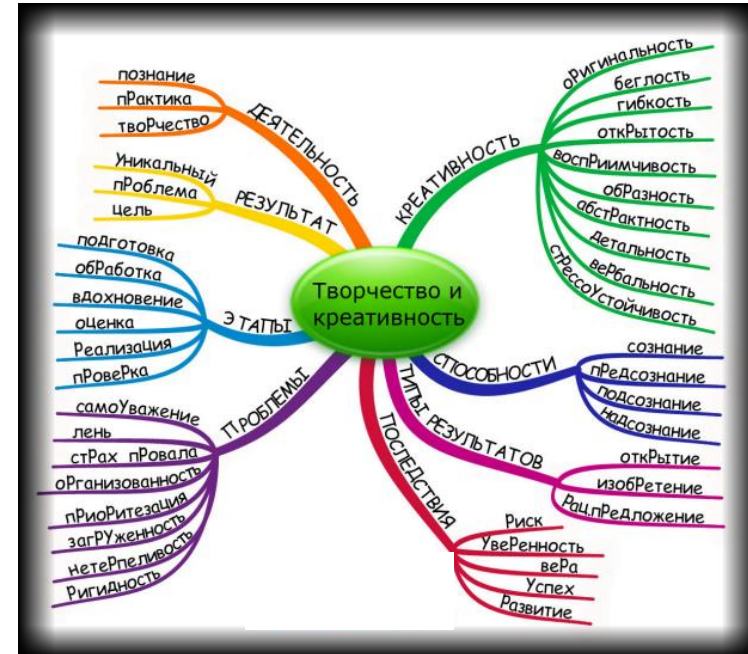 Творчество и
креативность
КРЕАТИВНОСТЬ
оРигинальность
беглость
гибкость
откРытость
воспРиимчивость
обРазность
абстРактность
детальность
веРбальность
стРессоУстойчивость
СПОСОБНОСТИ
сознание
пРедсознание
подсознание
надсознание
ТИПЫ РЕЗУЛЬТАТОВ
откРытие
изобРетение
Рац.пРедложение
ПОСЛЕДСТВИЯ
Риск
УвеРенность
веРа
Успех
Развитие
ПРОБЛЕМЫ
самоУважение
лень
стРах пРовала
оРганизованность
пРиоРитезация
загРУженность
нетеРпеливость
Ригидность
ЭТАПЫ
подготовка
обРаботка
вдохновение
оценка
Реализация
пРовеРка
РЕЗУЛЬТАТ
Уникальный
пРоблема
цель
ДЕЯТЕЛЬНОСТЬ
познание
пРактика
твоРчество